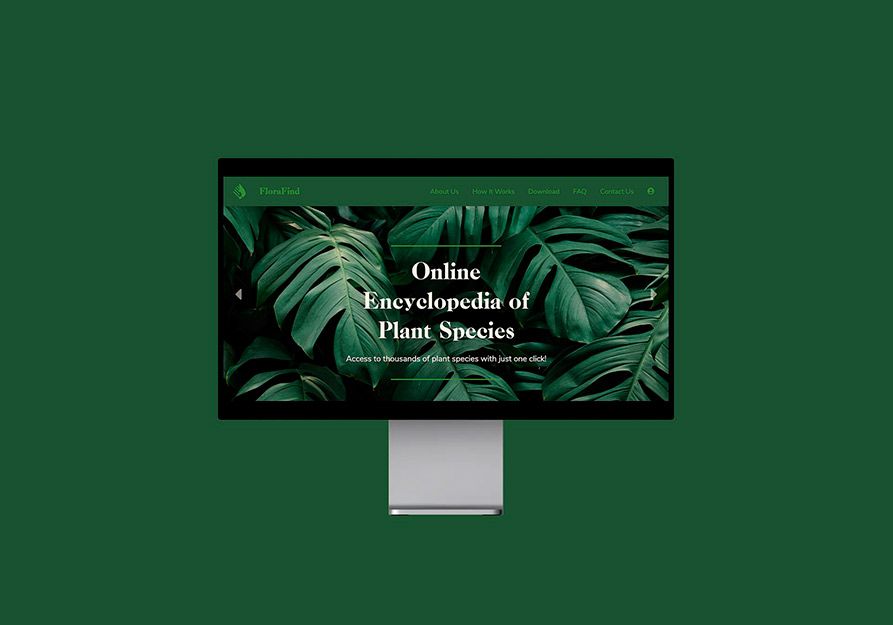 FloraFind
About Us How It Works Download FAQ Contact Us
Online
Encyclopedia of
Plant Species
Access to thousands of plant species with just one click!